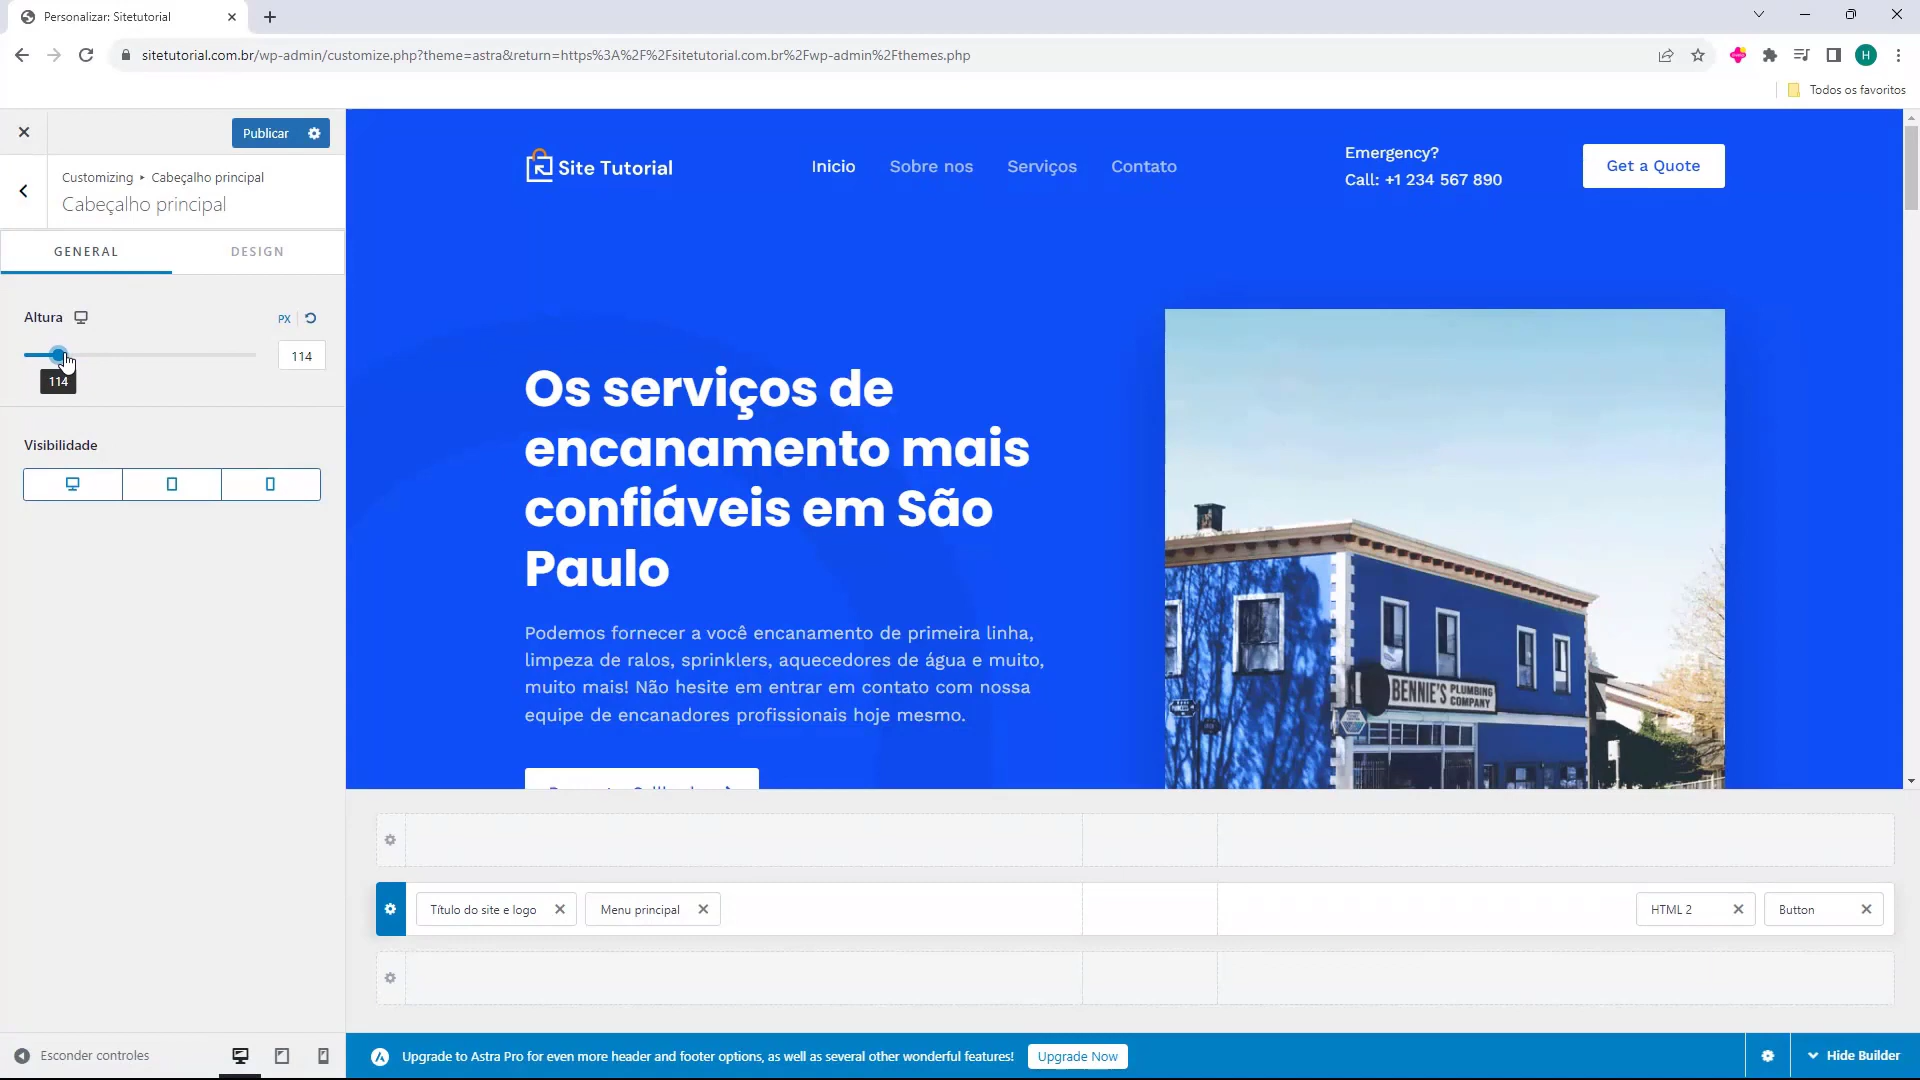 Personalizar: Sitetutorial
sitetutorial.com.br/wp-admin/customize.php?theme=astra&return=https%3A%2F%2Fsitetutorial.com.br%2Fwp-admin%2Fthemes.php
H
Todos os favoritos
Publicar
Customizing ▸ Cabeçalho principal
Cabeçalho principal
GENERAL DESIGN
Altura
PX
114
114
Visibilidade
Esconder controles
Site Tutorial
Inicio Sobre nos Serviços Contato
Emergency?
Call: +1 234 567 890
Get a Quote
Os serviços de
encanamento mais
confiáveis em São
Paulo
Podemos fornecer a você encanamento de primeira linha,
limpeza de ralos, sprinklers, aquecedores de água e muito,
muito mais! Não hesite em entrar em contato com nossa
equipe de encanadores profissionais hoje mesmo.
BENNIE'S PLUMBING
COMPANY
Título do site e logo
Menu principal
HTML 2
Button
Upgrade to Astra Pro for even more header and footer options, as well as several other wonderful features!
Upgrade Now
Hide Builder